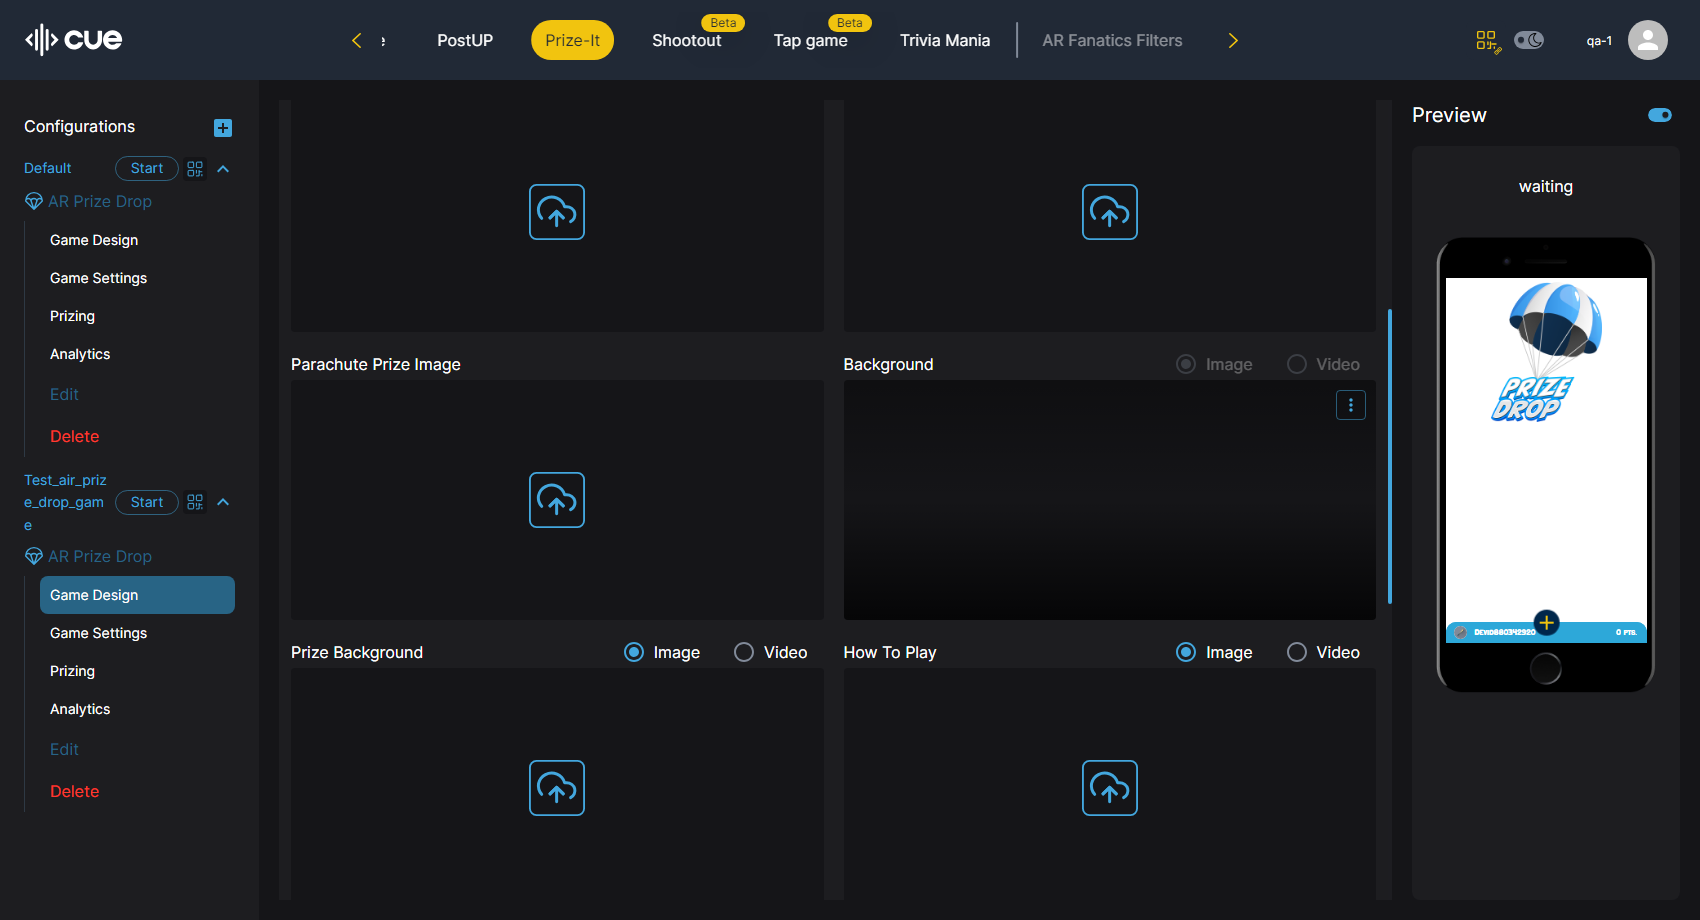 cue
PostUP
Prize-It
Beta
Shootout
Beta
Tap game
Trivia Mania
AR Fanatics Filters
qa-1
Configurations
Default
Start
AR Prize Drop
Game Design
Game Settings
Prizing
Analytics
Edit
Delete
Test_air_priz
e_drop_gam
e
Start
AR Prize Drop
Game Design
Game Settings
Prizing
Analytics
Edit
Delete
Parachute Prize Image
Background
Image
Video
Prize Background
Image
Video
How To Play
Image
Video
Preview
waiting
PRIZE
DROP
0 PTS.